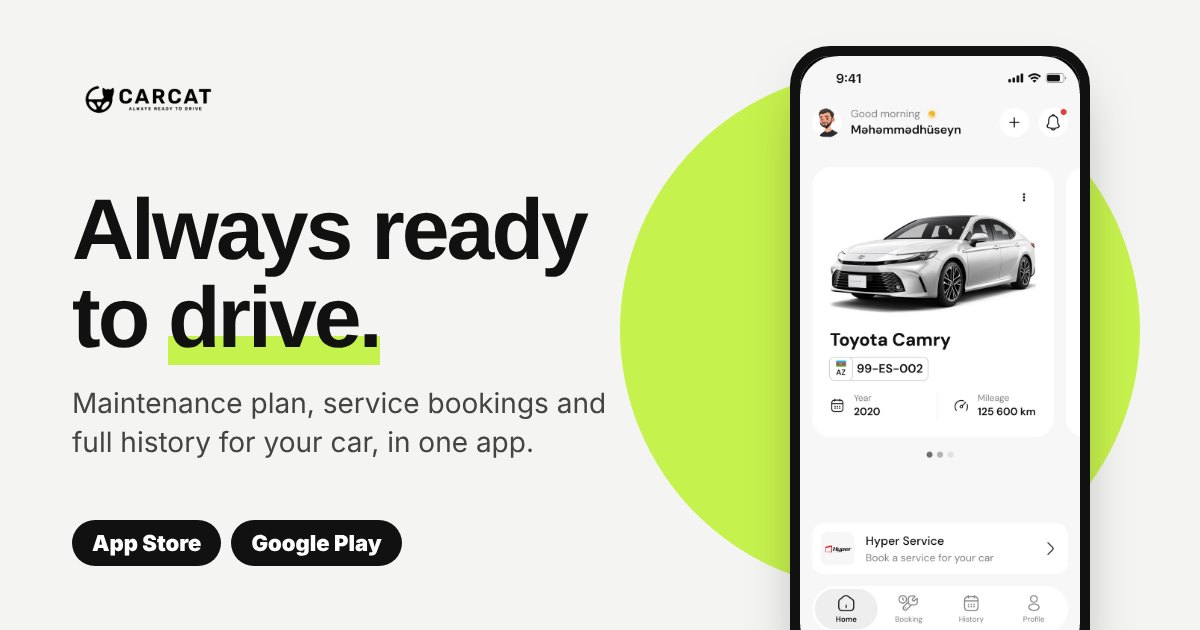 CARCAT
ALWAYS READY TO DRIVE
Always ready
to drive.
Maintenance plan, service bookings and
full history for your car, in one app.
App Store
Google Play
9:41
Good morning
Məhəmmədhüseyn
Toyota Camry
AZ
99-ES-002
Year
2020
Mileage
125 600 km
Hyper
Hyper Service
Book a service for your car
Home
Booking
History
Profile